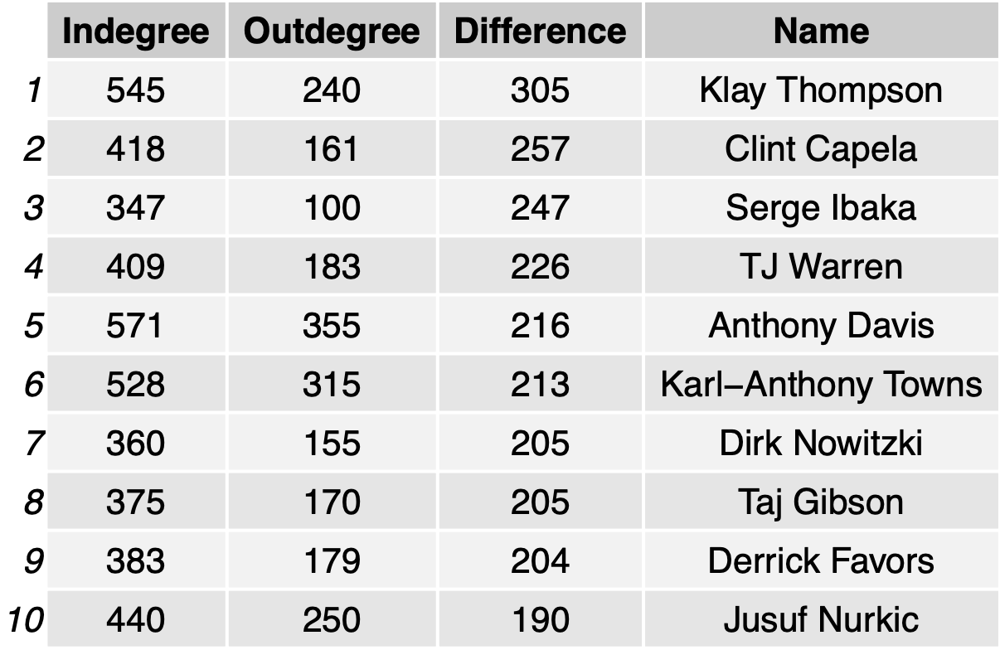 Indegree Outdegree Difference Name
1 545 240 305 Klay Thompson
2 418 161 257 Clint Capela
3 347 100 247 Serge Ibaka
4 409 183 226 TJ Warren
5 571 355 216 Anthony Davis
6 528 315 213 Karl−Anthony Towns
7 360 155 205 Dirk Nowitzki
8 375 170 205 Taj Gibson
9 383 179 204 Derrick Favors
10 440 250 190 Jusuf Nurkic